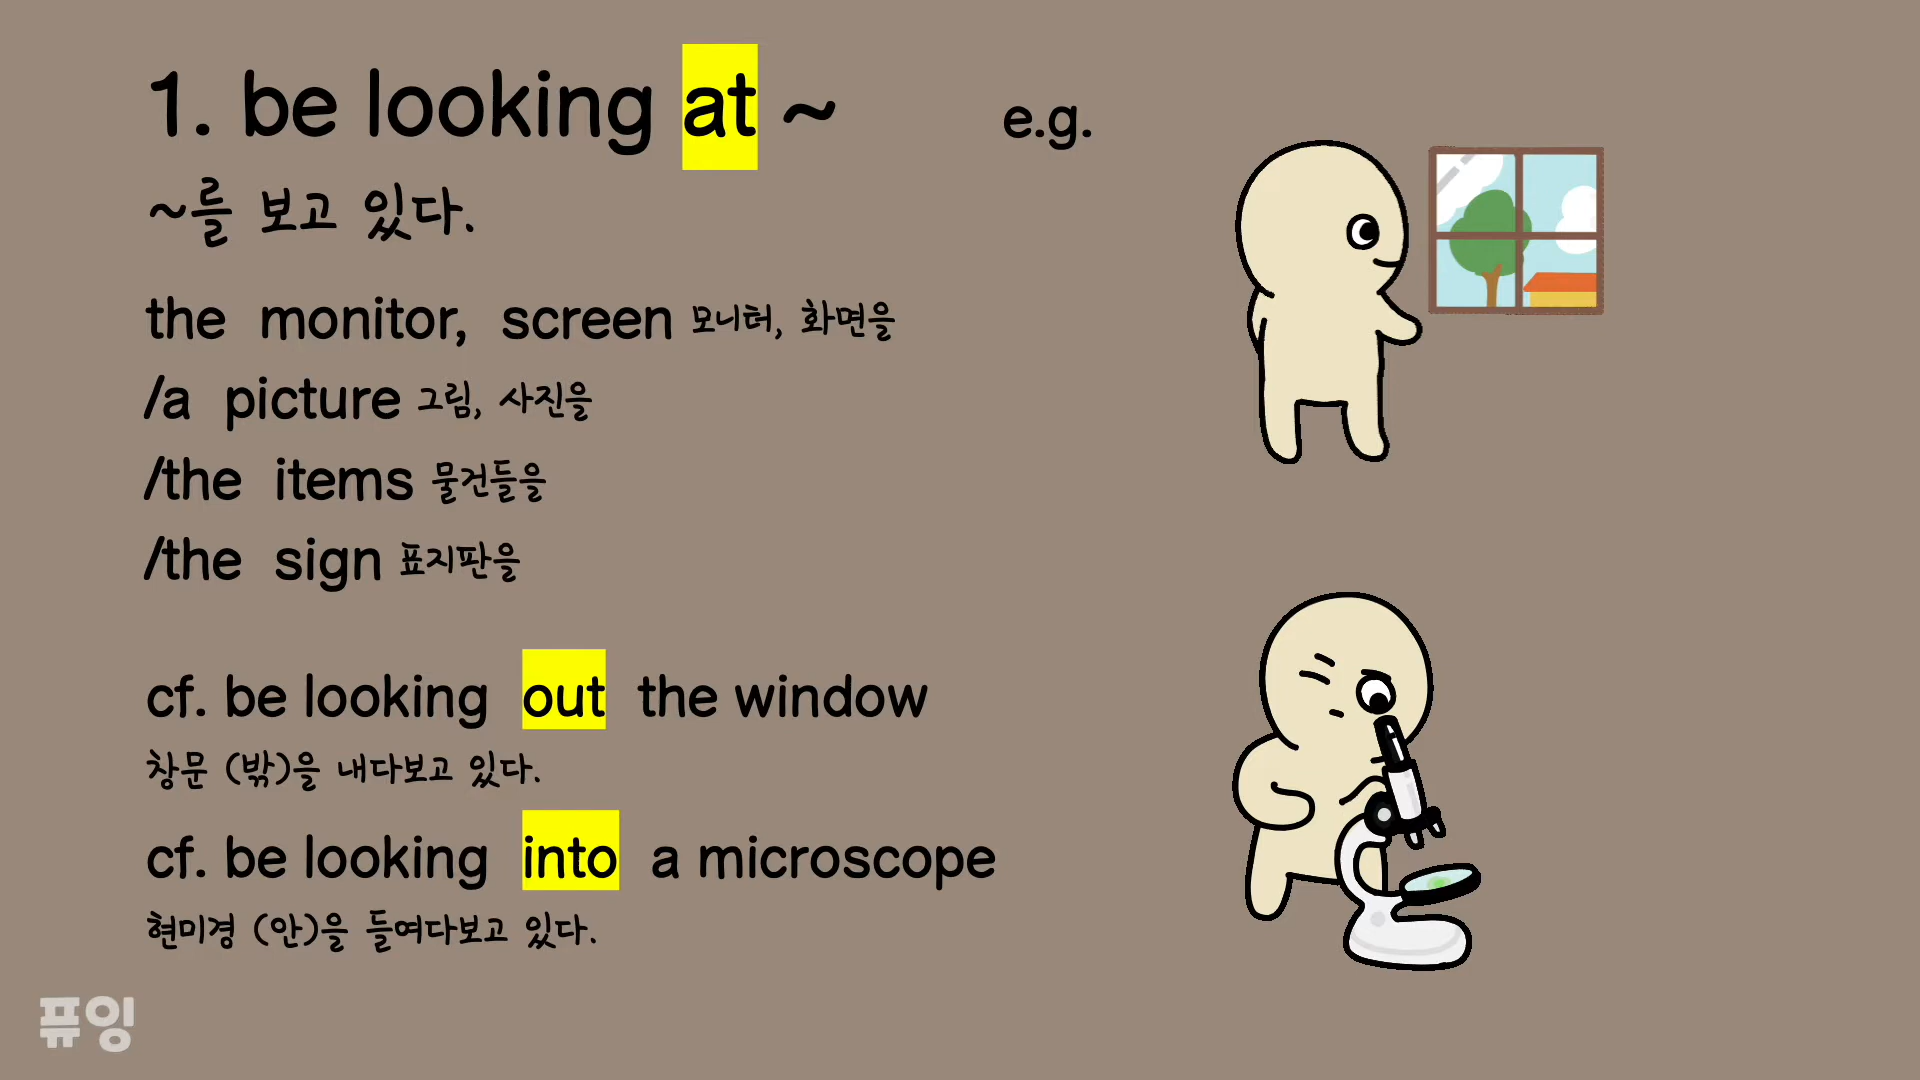 1. be looking at ~
e.g.
~를 보고 있다.
the monitor, screen 모니터, 화면을
/a picture 그림, 사진을
/the items 물건들을
/the sign 표지판을
cf. be looking out the window
창문 (밖)을 내다보고 있다.
cf. be looking into a microscope
현미경 (안)을 들여다보고 있다.
퓨잉